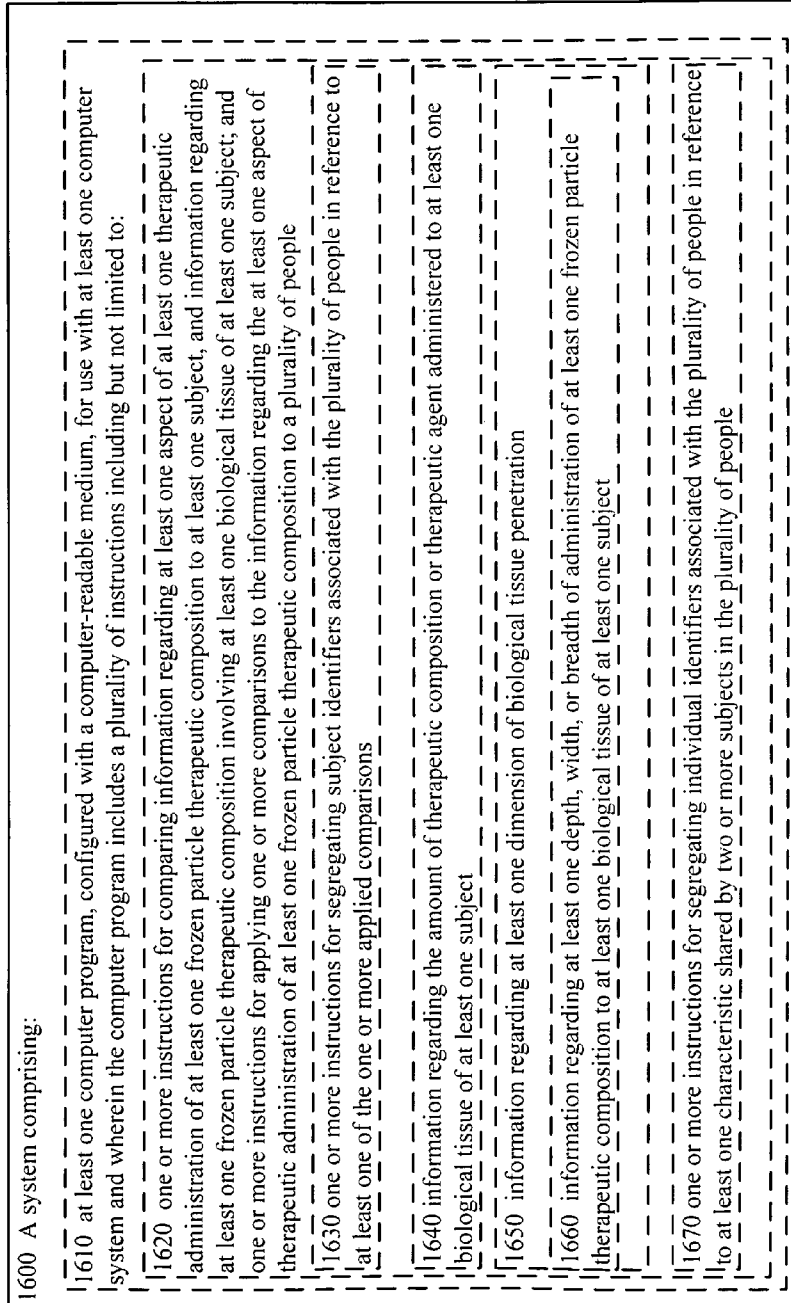 1600 A system comprising:
1610 at least one computer program, configured with a computer-readable medium, for use with at least one computer
system and wherein the computer program includes a plurality of instructions including but not limited to:
1620 one or more instructions for comparing information regarding at least one aspect of at least one therapeutic
administration of at least one frozen particle therapeutic composition to at least one subject, and information regarding
at least one frozen particle therapeutic composition involving at least one biological tissue of at least one subject; and
one or more instructions for applying one or more comparisons to the information regarding the at least one aspect of
therapeutic administration of at least one frozen particle therapeutic composition to a plurality of people
1630 one or more instructions for segregating subject identifiers associated with the plurality of people in reference to
at least one of the one or more applied comparisons
1640 information regarding the amount of therapeutic composition or therapeutic agent administered to at least one
biological tissue of at least one subject
1650 information regarding at least one dimension of biological tissue penetration
1660 information regarding at least one depth, width, or breadth of administration of at least one frozen particle
therapeutic composition to at least one biological tissue of at least one subject
1670 one or more instructions for segregating individual identifiers associated with the plurality of people in reference
to at least one characteristic shared by two or more subjects in the plurality of people